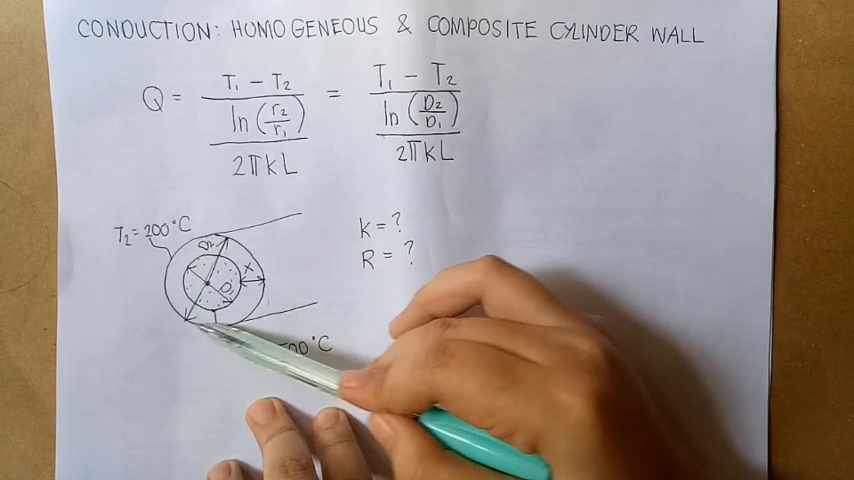 CONDUCTION: HOMOGENEOUS & COMPOSITE CYLINDER WALL
Q = (T₁ − T₂) / (ln(r₂/r₁) / 2πkL) = (T₁ − T₂) / (ln(D₂/D₁) / 2πkL)
T₂ = 200°C
D₂
X
D₁
K = ?
R = ?
500°C